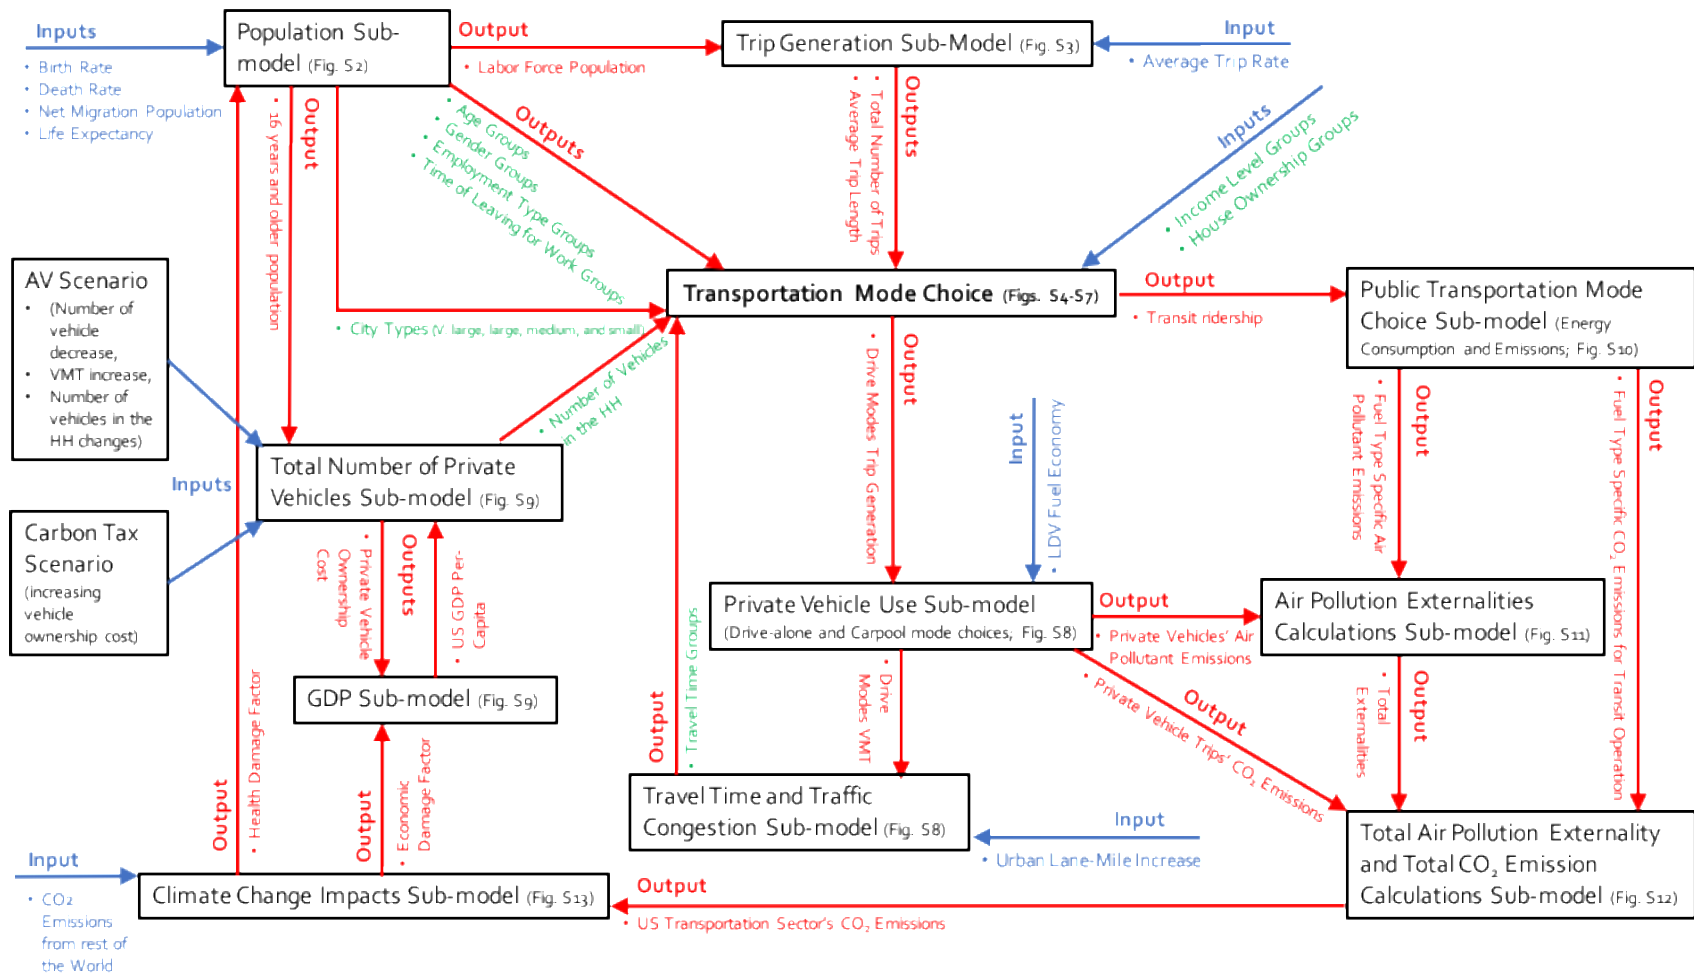 Inputs
• Birth Rate
• Death Rate
• Net Migration Population
• Life Expectancy
Population Sub-
model (Fig. S2)
Output
• Labor Force Population
Trip Generation Sub-Model (Fig. S3)
Input
• Average Trip Rate
Output
• 16 years and older population
Outputs
• Age Groups
• Gender Groups
• Employment Type Groups
• Time of Leaving for Work Groups
Outputs
• Total Number of Trips
• Average Trip Length
Inputs
• Income Level Groups
• House Ownership Groups
AV Scenario
• (Number of
vehicle
decrease,
• VMT increase,
• Number of
vehicles in the
HH changes)
• City Types (V. large, large, medium, and small)
Transportation Mode Choice (Figs. S4-S7)
Output
• Transit ridership
Public Transportation Mode
Choice Sub-model (Energy
Consumption and Emissions; Fig. S10)
• Number of Vehicles
in the HH
Output
• Drive Modes Trip Generation
Input
• LDV Fuel Economy
Output
• Fuel Type Specific Air
Pollutant Emissions
Output
• Fuel Type Specific CO₂ Emissions for Transit Operation
Inputs
Total Number of Private
Vehicles Sub-model (Fig. S9)
Carbon Tax
Scenario
(increasing
vehicle
ownership cost)
Outputs
• Private Vehicle
Ownership
Cost
• US GDP Per-
Capita
Private Vehicle Use Sub-model
(Drive-alone and Carpool mode choices; Fig. S8)
Output
• Private Vehicles' Air
Pollutant Emissions
Air Pollution Externalities
Calculations Sub-model (Fig. S11)
GDP Sub-model (Fig. S9)
Output
• Health Damage Factor
Output
• Economic
Damage Factor
Output
• Travel Time Groups
• Drive
Modes VMT
Output
• Private Vehicle Trips' CO₂ Emissions
Output
• Total
Externalities
Travel Time and Traffic
Congestion Sub-model (Fig. S8)
Input
• Urban Lane-Mile Increase
Total Air Pollution Externality
and Total CO₂ Emission
Calculations Sub-model (Fig. S12)
Input
• CO2
Emissions
from rest of
the World
Climate Change Impacts Sub-model (Fig. S13)
Output
• US Transportation Sector's CO₂ Emissions